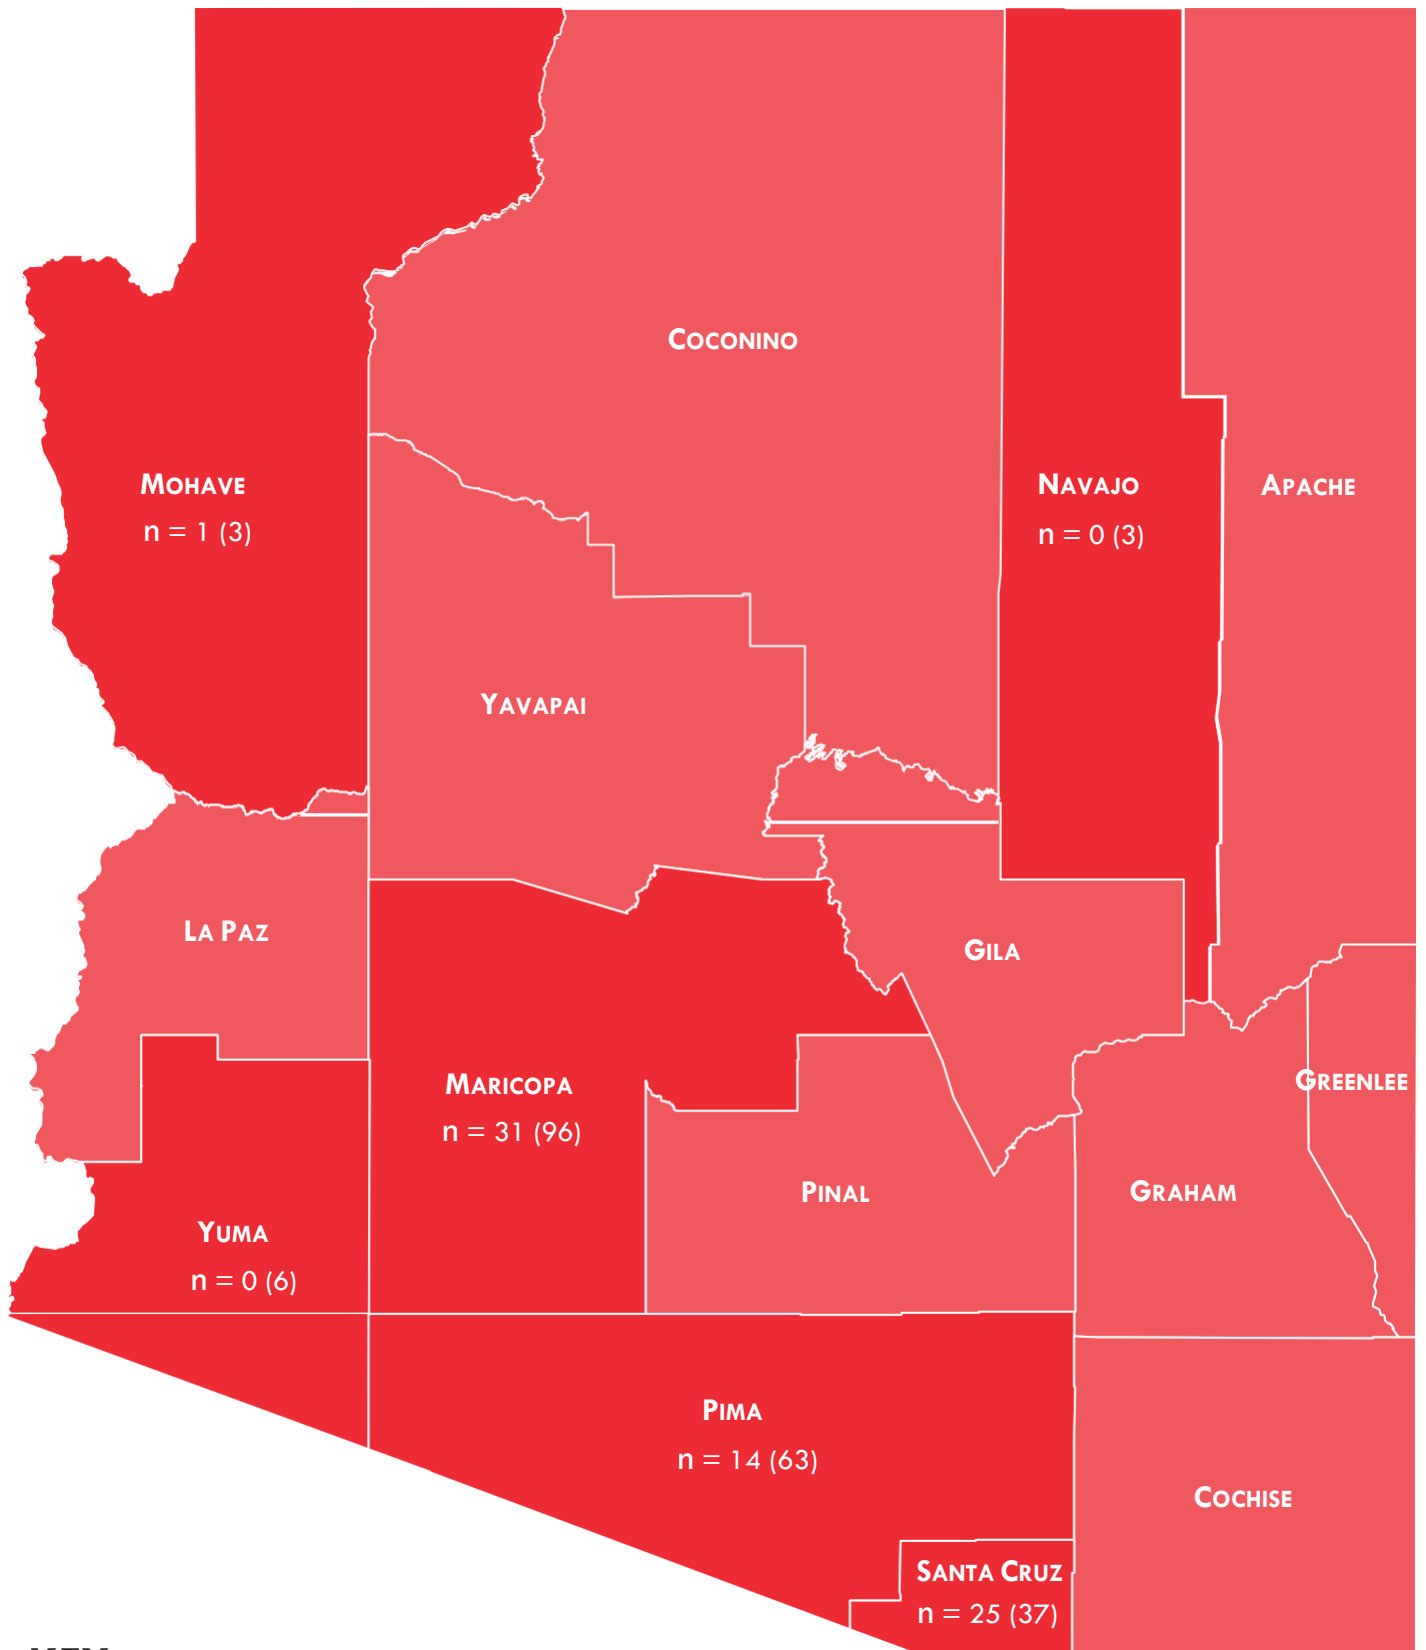 COCONINO
MOHAVE
n = 1 (3)
NAVAJO
n = 0 (3)
APACHE
YAVAPAI
LA PAZ
GILA
MARICOPA
n = 31 (96)
GREENLEE
PINAL
GRAHAM
YUMA
n = 0 (6)
PIMA
n = 14 (63)
COCHISE
SANTA CRUZ
n = 25 (37)
KEY